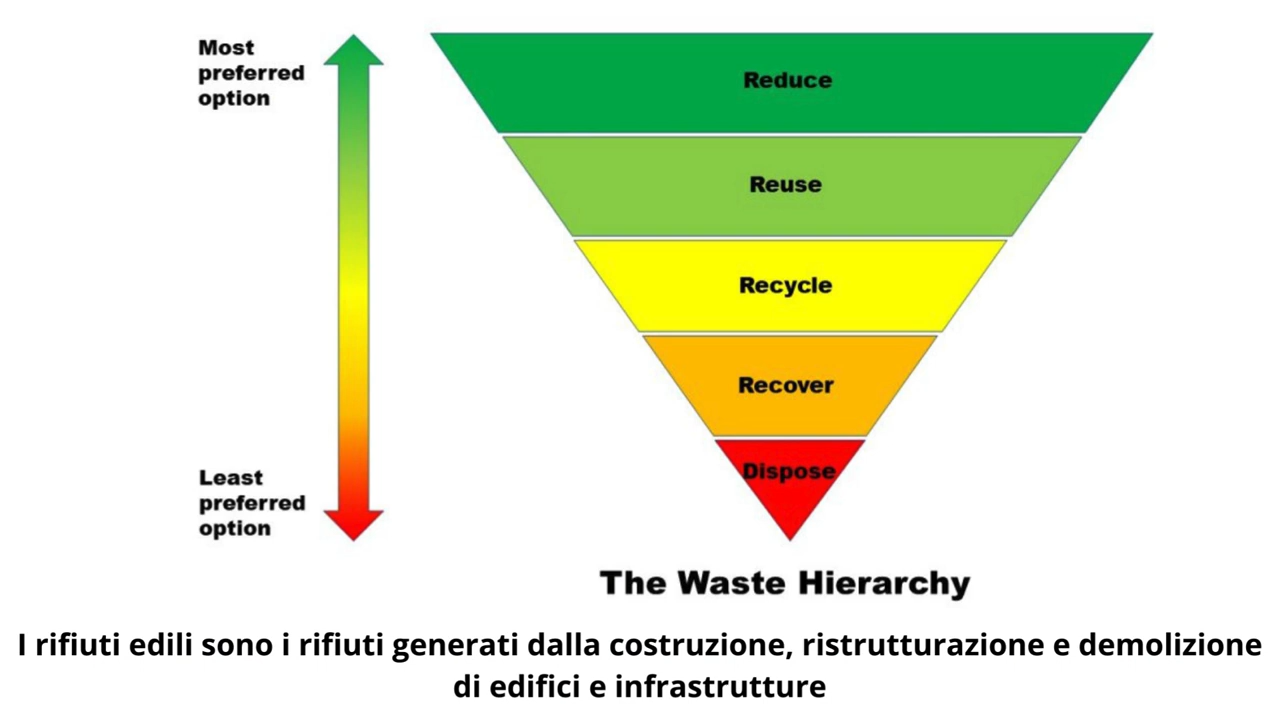 Most
preferred
option
Reduce
Reuse
Recycle
Recover
Least
preferred
option
Dispose
The Waste Hierarchy
I rifiuti edili sono i rifiuti generati dalla costruzione, ristrutturazione e demolizione
di edifici e infrastrutture